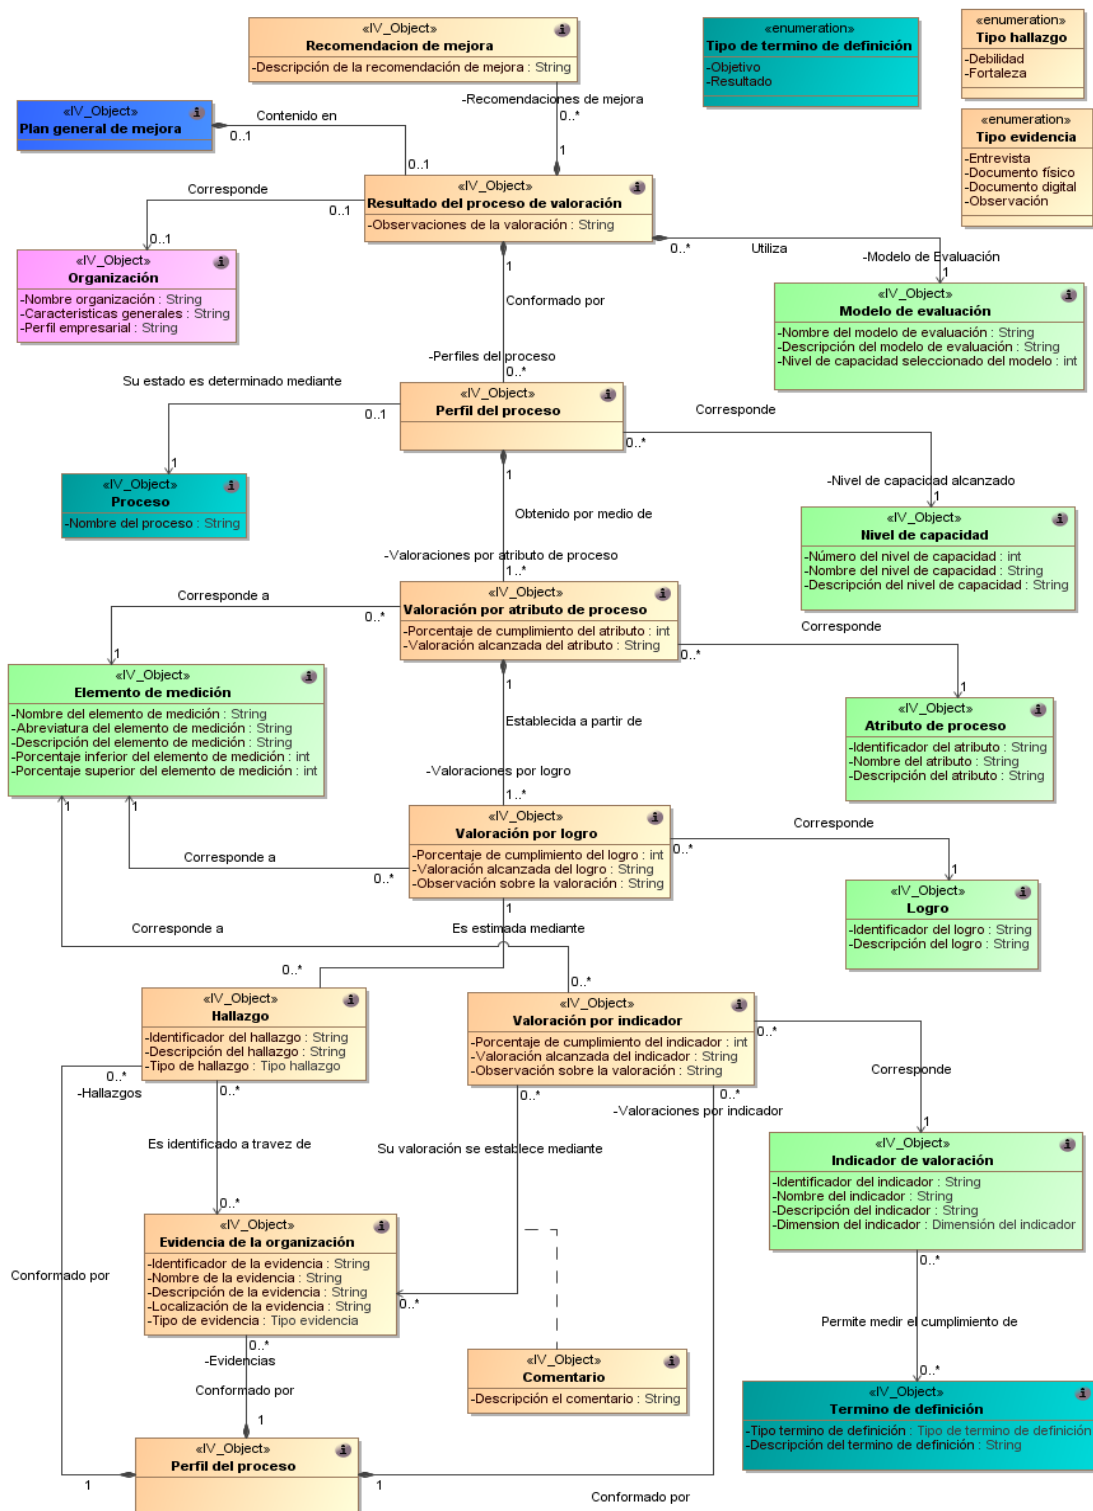 «IV_Object»
Recomendacion de mejora
-Descripción de la recomendación de mejora : String
«enumeration»
Tipo de termino de definición
-Objetivo
-Resultado
«enumeration»
Tipo hallazgo
-Debilidad
-Fortaleza
«enumeration»
Tipo evidencia
-Entrevista
-Documento físico
-Documento digital
-Observación
-Recomendaciones de mejora
0..*
1
«IV_Object»
Plan general de mejora
0..1
Contenido en
0..1
«IV_Object»
Resultado del proceso de valoración
-Observaciones de la valoración : String
Corresponde
0..1
0..1
«IV_Object»
Organización
-Nombre organización : String
-Caracteristicas generales : String
-Perfil empresarial : String
0..*
Utiliza
-Modelo de Evaluación
1
«IV_Object»
Modelo de evaluación
-Nombre del modelo de evaluación : String
-Descripción del modelo de evaluación : String
-Nivel de capacidad seleccionado del modelo : int
1
Conformado por
-Perfiles del proceso
0..*
«IV_Object»
Perfil del proceso
Su estado es determinado mediante
0..1
1
«IV_Object»
Proceso
-Nombre del proceso : String
Corresponde
0..*
-Nivel de capacidad alcanzado
1
«IV_Object»
Nivel de capacidad
-Número del nivel de capacidad : int
-Nombre del nivel de capacidad : String
-Descripción del nivel de capacidad : String
1
Obtenido por medio de
-Valoraciones por atributo de proceso
1..*
«IV_Object»
Valoración por atributo de proceso
-Porcentaje de cumplimiento del atributo : int
-Valoración alcanzada del atributo : String
Corresponde a
0..*
1
«IV_Object»
Elemento de medición
-Nombre del elemento de medición : String
-Abreviatura del elemento de medición : String
-Descripción del elemento de medición : String
-Porcentaje inferior del elemento de medición : int
-Porcentaje superior del elemento de medición : int
Corresponde
0..*
1
«IV_Object»
Atributo de proceso
-Identificador del atributo : String
-Nombre del atributo : String
-Descripción del atributo : String
1
Establecida a partir de
-Valoraciones por logro
1..*
«IV_Object»
Valoración por logro
-Porcentaje de cumplimiento del logro : int
-Valoración alcanzada del logro : String
-Observación sobre la valoración : String
1
1
Corresponde a
0..*
Corresponde
0..*
1
«IV_Object»
Logro
-Identificador del logro : String
-Descripción del logro : String
1
Corresponde a
Es estimada mediante
0..*
0..*
«IV_Object»
Hallazgo
-Identificador del hallazgo : String
-Descripción del hallazgo : String
-Tipo de hallazgo : Tipo hallazgo
«IV_Object»
Valoración por indicador
-Porcentaje de cumplimiento del indicador : int
-Valoración alcanzada del indicador : String
-Observación sobre la valoración : String
0..*
Corresponde
1
0..*
-Hallazgos
0..*
0..*
0..*
-Valoraciones por indicador
Es identificado a travez de
Su valoración se establece mediante
«IV_Object»
Indicador de valoración
-Identificador del indicador : String
-Nombre del indicador : String
-Descripción del indicador : String
-Dimension del indicador : Dimensión del indicador
0..*
«IV_Object»
Evidencia de la organización
-Identificador de la evidencia : String
-Nombre de la evidencia : String
-Descripción de la evidencia : String
-Localización de la evidencia : String
-Tipo de evidencia : Tipo evidencia
Conformado por
0..*
0..*
Permite medir el cumplimiento de
0..*
0..*
-Evidencias
Conformado por
1
«IV_Object»
Comentario
-Descripción el comentario : String
«IV_Object»
Termino de definición
-Tipo termino de definición : Tipo de termino de definición
-Descripción del termino de definición : String
«IV_Object»
Perfil del proceso
1
1
Conformado por